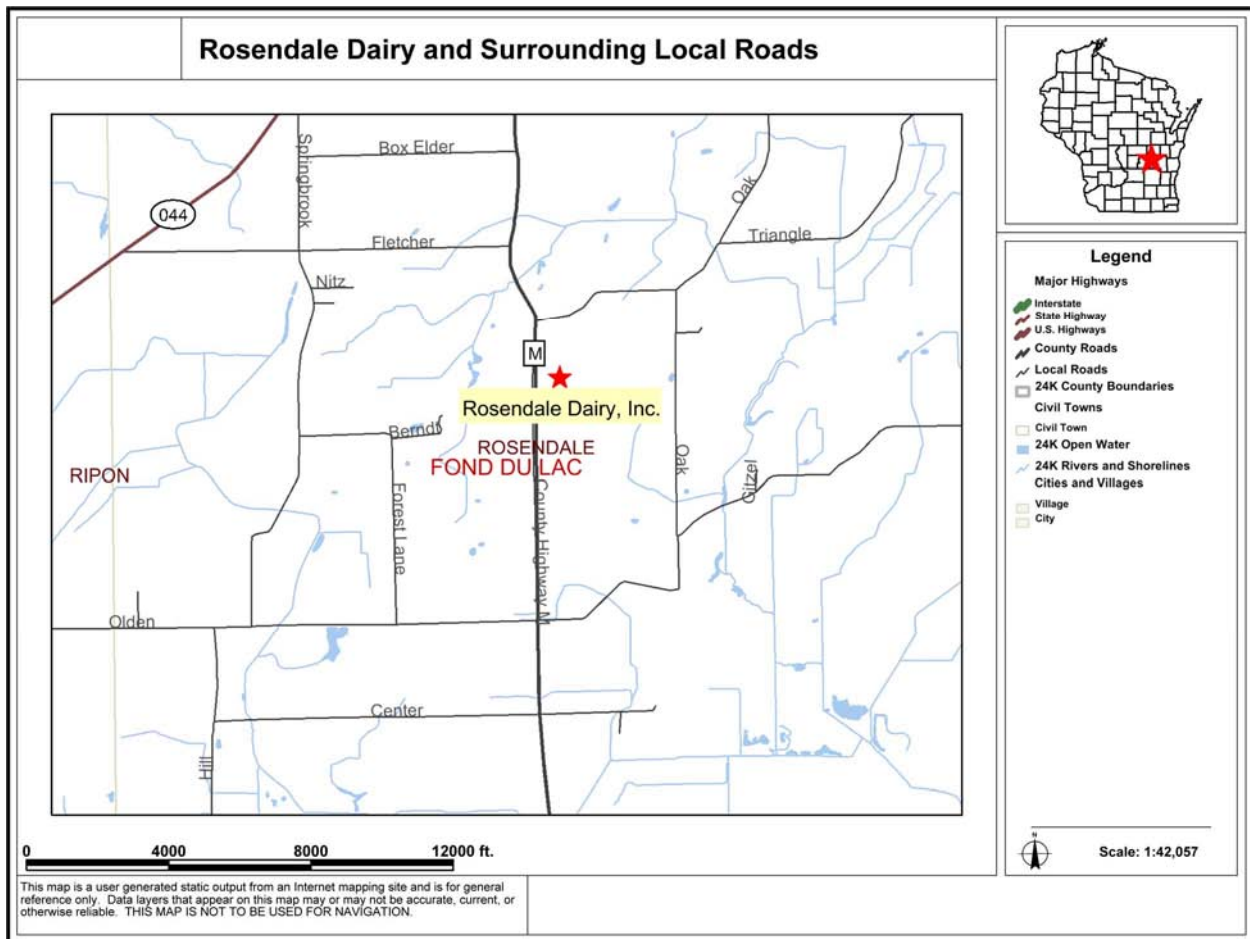 Rosendale Dairy and Surrounding Local Roads
Springbrook
Box Elder
Oak
044
Fletcher
Triangle
Nitz
M
Rosendale Dairy, Inc.
Berndt
ROSENDALE
FOND DU LAC
RIPON
Oak
Gitzel
Forest Lane
County Highway M
Olden
Center
Hill
0 4000 8000 12000 ft.
This map is a user generated static output from an Internet mapping site and is for general
reference only. Data layers that appear on this map may or may not be accurate, current, or
otherwise reliable. THIS MAP IS NOT TO BE USED FOR NAVIGATION.
Legend
Major Highways
Interstate
State Highway
U.S. Highways
County Roads
Local Roads
24K County Boundaries
Civil Towns
Civil Town
24K Open Water
24K Rivers and Shorelines
Cities and Villages
Village
City
N
Scale: 1:42,057